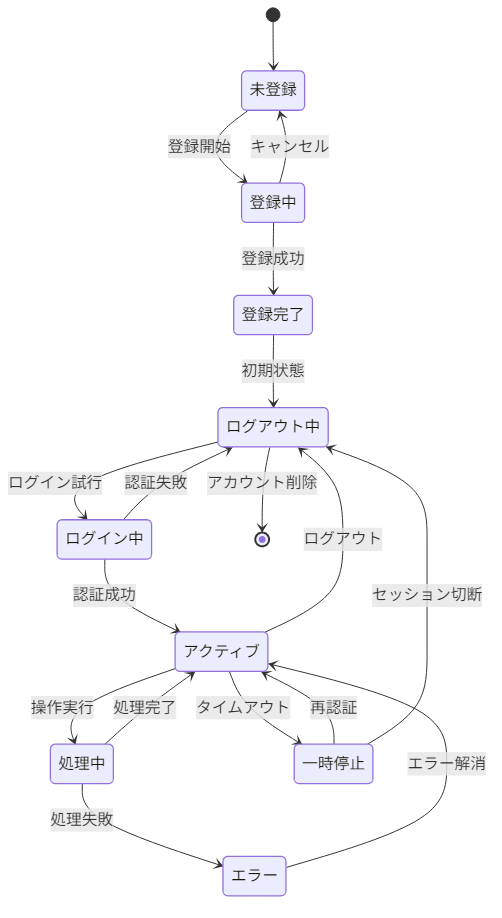 未登録
登録開始
キャンセル
登録中
登録成功
登録完了
初期状態
ログアウト中
ログイン試行
認証失敗
アカウント削除
ログイン中
ログアウト
認証成功
セッション切断
アクティブ
操作実行
処理完了
タイムアウト
再認証
処理中
一時停止
エラー解消
処理失敗
エラー